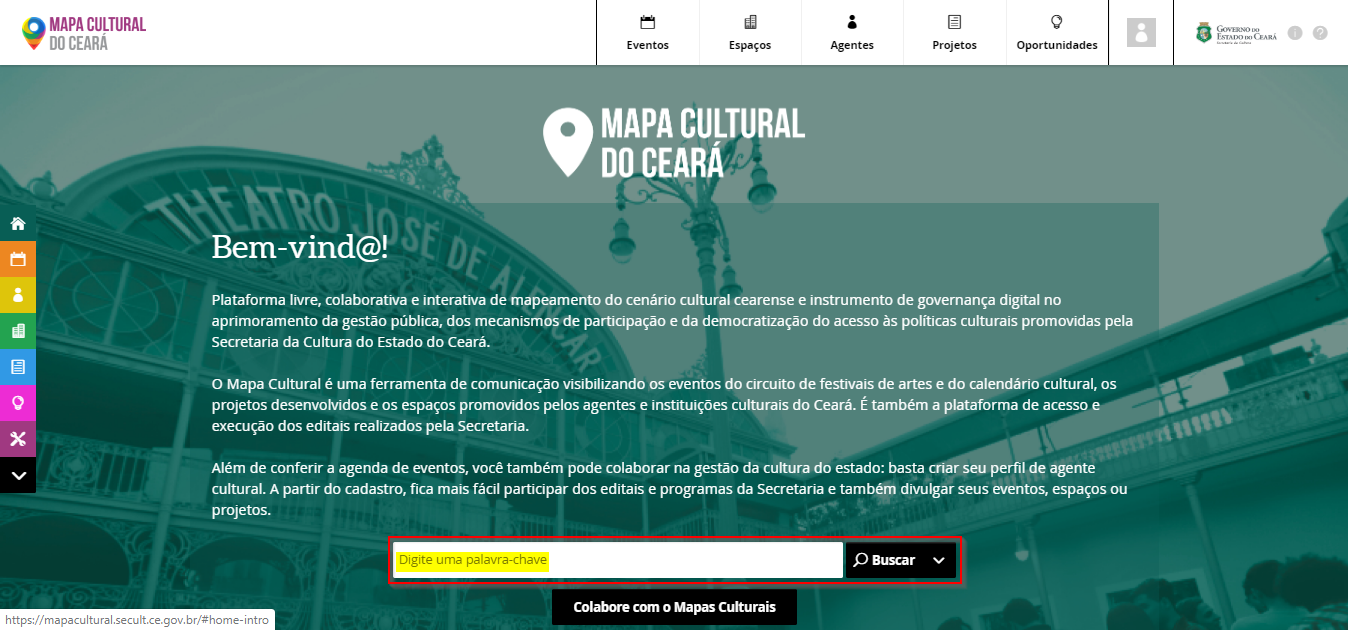 MAPA CULTURAL
DO CEARÁ
Eventos
Espaços
Agentes
Projetos
Oportunidades
GOVERNO DO
ESTADO DO CEARÁ
Secretaria da Cultura
i
?
MAPA CULTURAL
DO CEARÁ
THEATRO JOSÉ DE ALENCAR
Bem-vind@!
Plataforma livre, colaborativa e interativa de mapeamento do cenário cultural cearense e instrumento de governança digital no
aprimoramento da gestão pública, dos mecanismos de participação e da democratização do acesso às políticas culturais promovidas pela
Secretaria da Cultura do Estado do Ceará.
O Mapa Cultural é uma ferramenta de comunicação visibilizando os eventos do circuito de festivais de artes e do calendário cultural, os
projetos desenvolvidos e os espaços promovidos pelos agentes e instituições culturais do Ceará. É também a plataforma de acesso e
execução dos editais realizados pela Secretaria.
Além de conferir a agenda de eventos, você também pode colaborar na gestão da cultura do estado: basta criar seu perfil de agente
cultural. A partir do cadastro, fica mais fácil participar dos editais e programas da Secretaria e também divulgar seus eventos, espaços ou
projetos.
Digite uma palavra-chave
Buscar
Colabore com o Mapas Culturais
https://mapacultural.secult.ce.gov.br/#home-intro